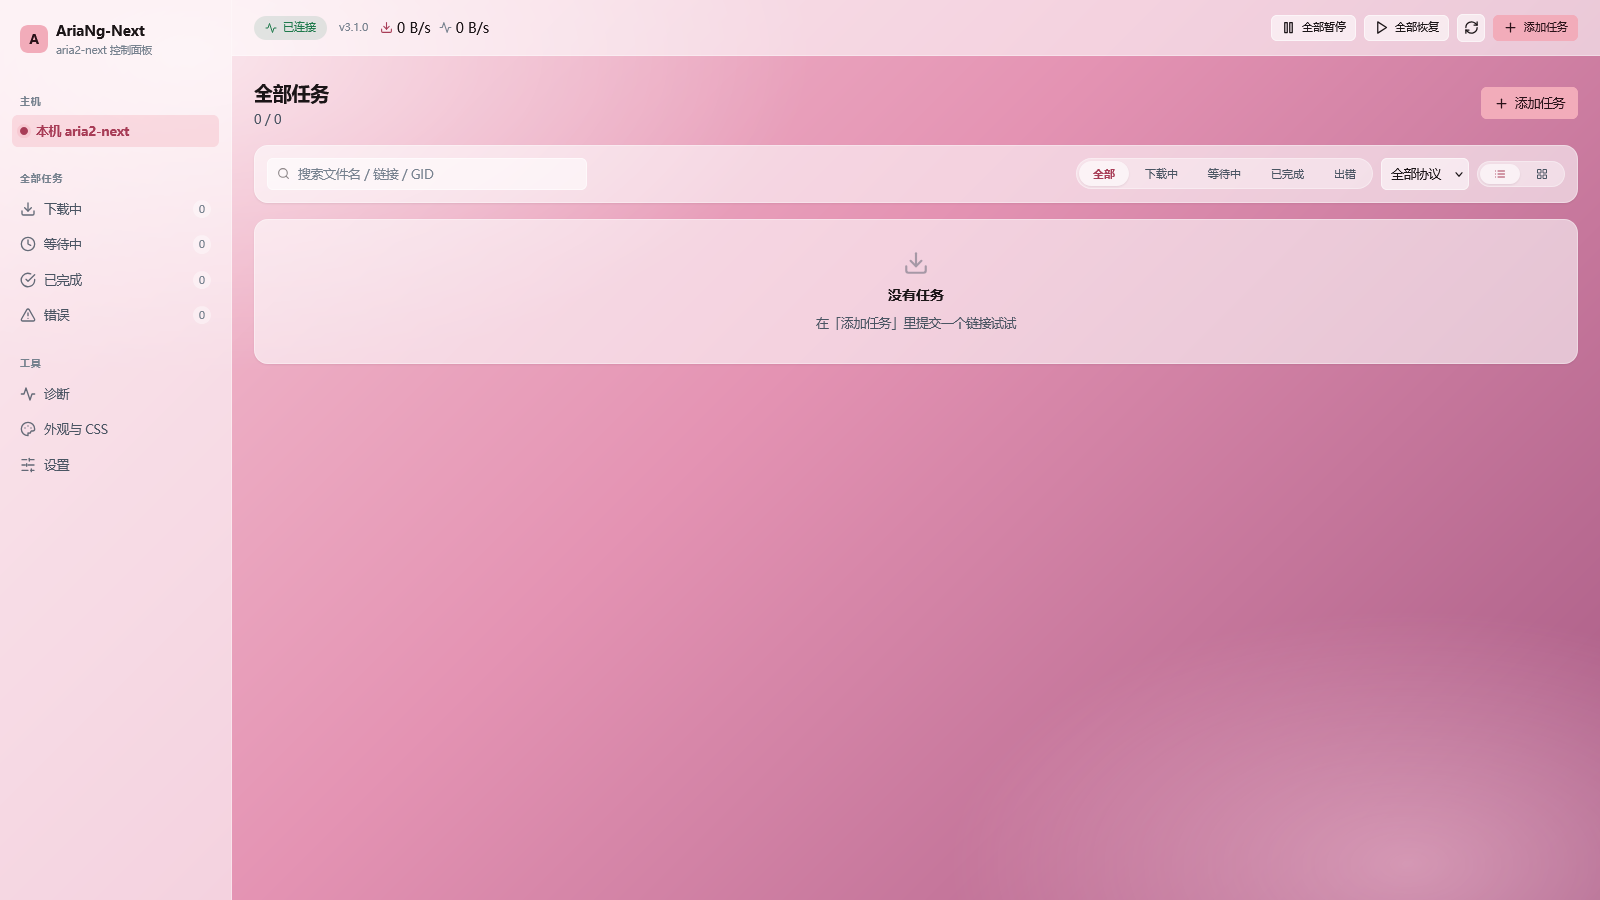 A
AriaNg-Next
aria2-next 控制面板
主机
本机 aria2-next
全部任务
下载中 0
等待中 0
已完成 0
错误 0
工具
诊断
外观与 CSS
设置
已连接 v3.1.0 0 B/s 0 B/s 全部暂停 全部恢复 添加任务
全部任务
0 / 0
添加任务
搜索文件名 / 链接 / GID 全部 下载中 等待中 已完成 出错 全部协议
没有任务
在「添加任务」里提交一个链接试试